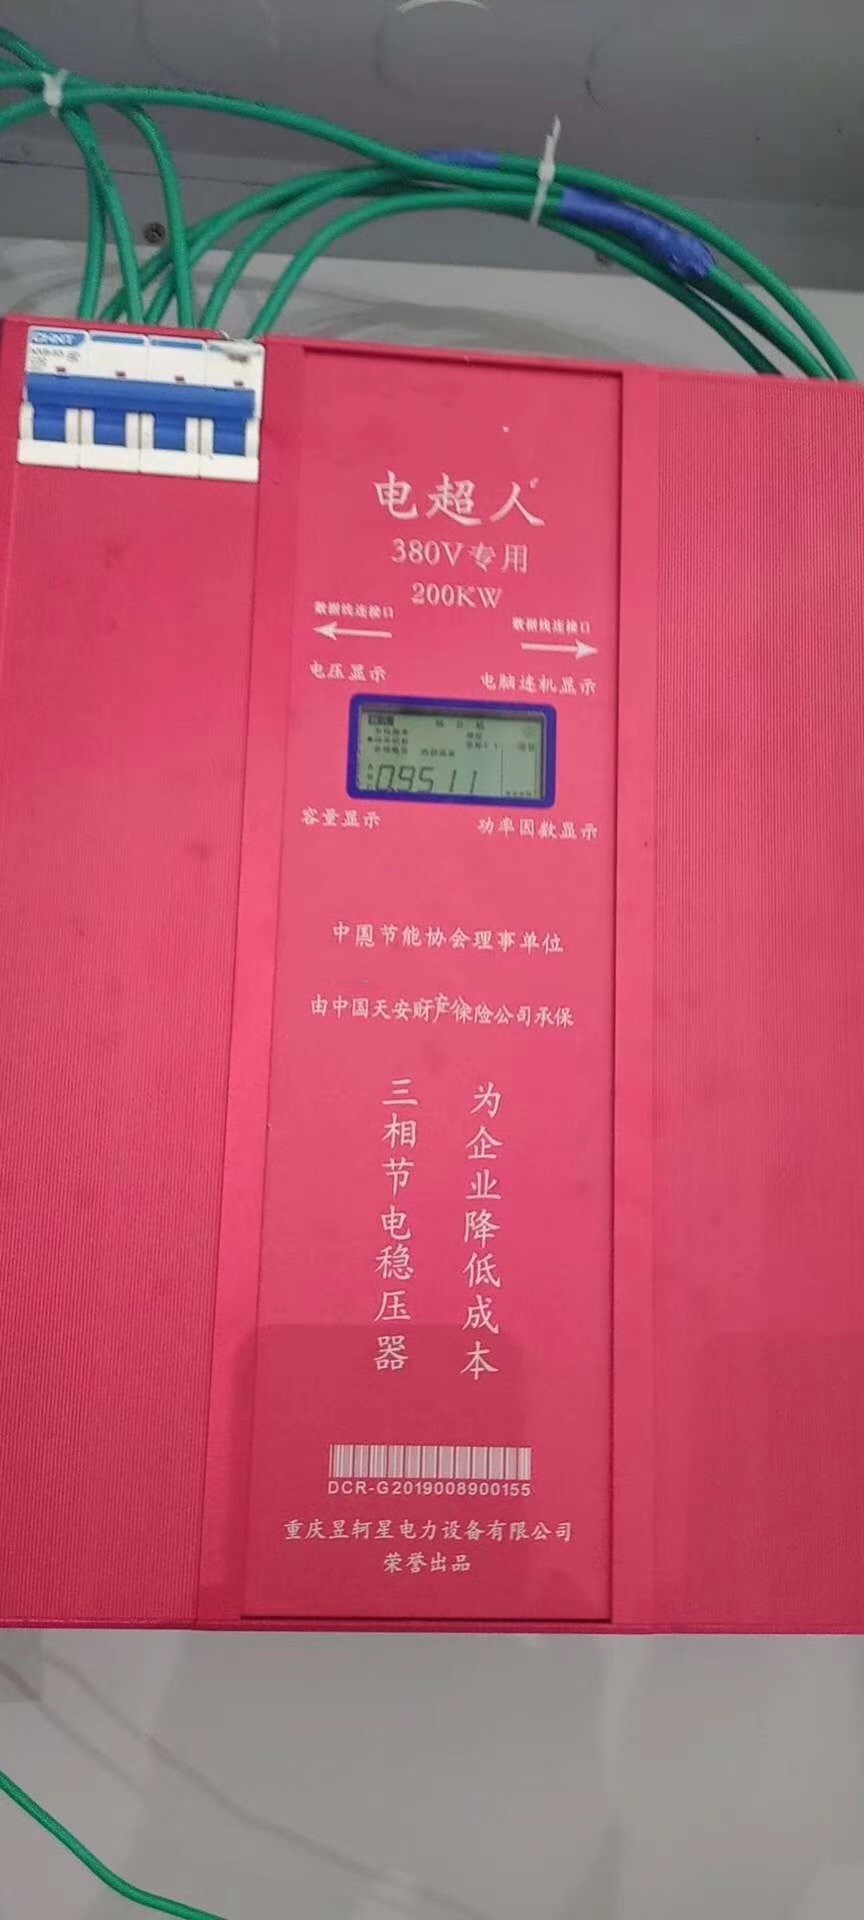 CHNT
电超人
380V专用
200KW
数据线连接口
数据线连接口
电压显示
电脑连机显示
0.9511
容量显示
功率因数显示
中国节能协会理事单位
由中国天安财产保险公司承保
三相节电稳压器
为企业降低成本
DCR-G2019008900155
重庆昱轲星电力设备有限公司
荣誉出品